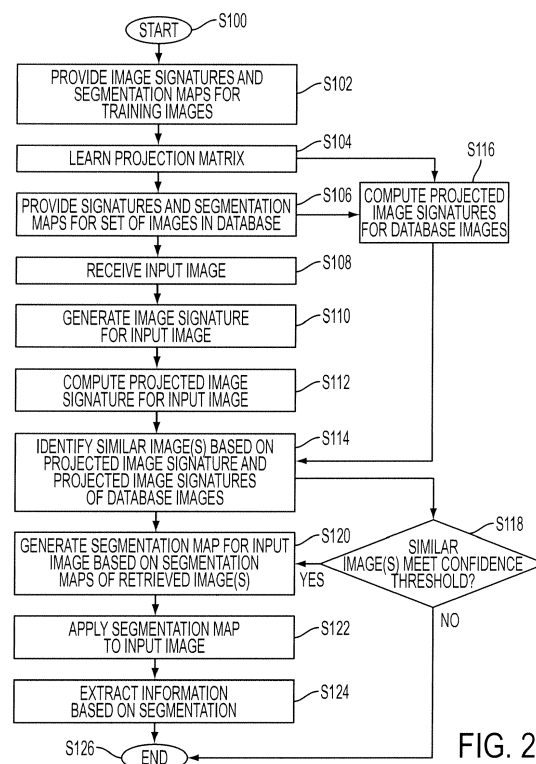 START
S100
PROVIDE IMAGE SIGNATURES AND
SEGMENTATION MAPS FOR
TRAINING IMAGES
S102
LEARN PROJECTION MATRIX
S104
PROVIDE SIGNATURES AND SEGMENTATION
MAPS FOR SET OF IMAGES IN DATABASE
S106
S116
COMPUTE PROJECTED
IMAGE SIGNATURES
FOR DATABASE IMAGES
RECEIVE INPUT IMAGE
S108
GENERATE IMAGE SIGNATURE
FOR INPUT IMAGE
S110
COMPUTE PROJECTED IMAGE
SIGNATURE FOR INPUT IMAGE
S112
IDENTIFY SIMILAR IMAGE(S) BASED ON
PROJECTED IMAGE SIGNATURE AND
PROJECTED IMAGE SIGNATURES
OF DATABASE IMAGES
S114
S118
SIMILAR
IMAGE(S) MEET CONFIDENCE
THRESHOLD?
YES
NO
GENERATE SEGMENTATION MAP FOR INPUT
IMAGE BASED ON SEGMENTATION
MAPS OF RETRIEVED IMAGE(S)
S120
APPLY SEGMENTATION MAP
TO INPUT IMAGE
S122
EXTRACT INFORMATION
BASED ON SEGMENTATION
S124
S126
END
FIG. 2